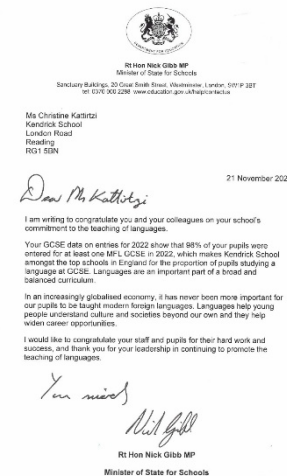 Rt Hon Nick Gibb MP
Minister of State for Schools
Sanctuary Buildings, 20 Great Smith Street, Westminster, London, SW1P 3BT
tel: 0370 000 2288 www.education.gov.uk/help/contactus
Ms Christine Kattirtzi
Kendrick School
London Road
Reading
RG1 5BN
21 November 202
Dear Ms Kattirtzi
I am writing to congratulate you and your colleagues on your school's
commitment to the teaching of languages.
Your GCSE data on entries for 2022 show that 98% of your pupils were
entered for at least one MFL GCSE in 2022, which makes Kendrick School
amongst the top schools in England for the proportion of pupils studying a
language at GCSE. Languages are an important part of a broad and
balanced curriculum.
In an increasingly globalised economy, it has never been more important for
our pupils to be taught modern foreign languages. Languages help young
people understand culture and societies beyond our own and they help
widen career opportunities.
I would like to congratulate your staff and pupils for their hard work and
success, and thank you for your leadership in continuing to promote the
teaching of languages.
Nick Gibb
Rt Hon Nick Gibb MP
Minister of State for Schools